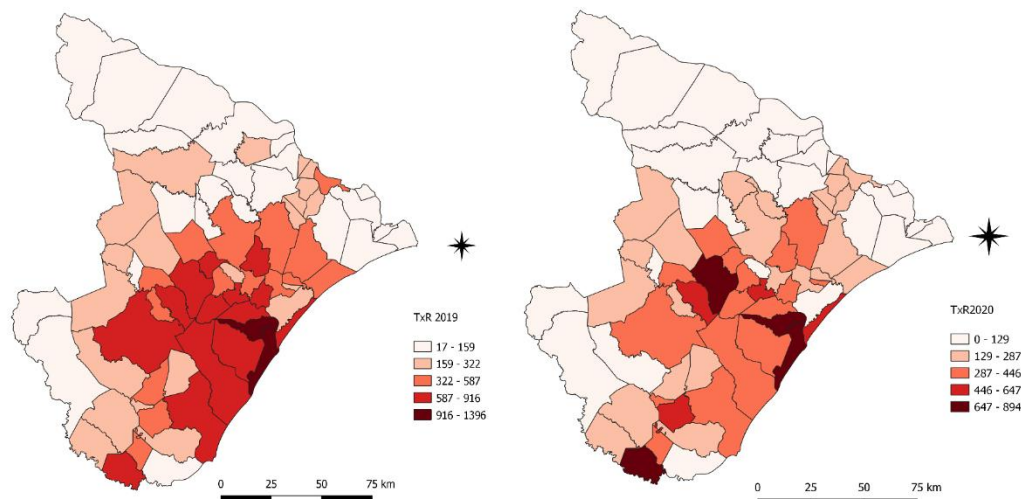 TxR 2019
17 - 159
159 - 322
322 - 587
587 - 916
916 - 1396
0 25 50 75 km
TxR2020
0 - 129
129 - 287
287 - 446
446 - 647
647 - 894
0 25 50 75 km